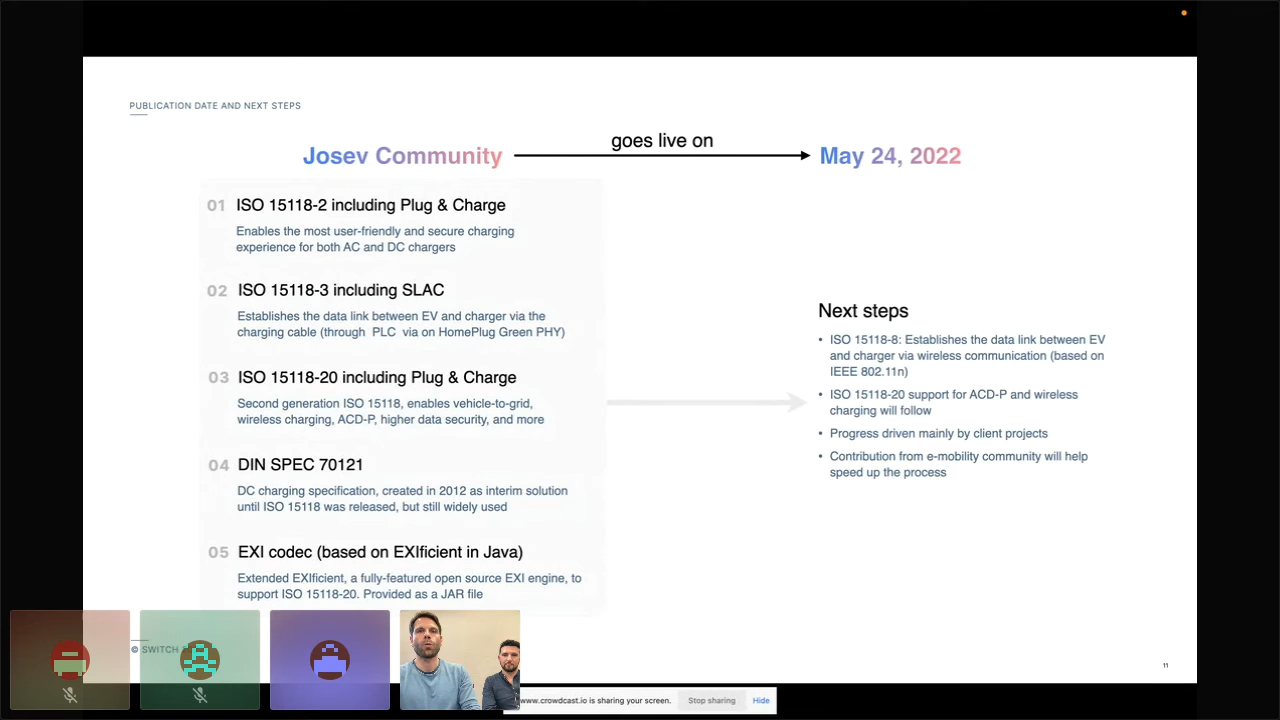 PUBLICATION DATE AND NEXT STEPS
Josev Community
goes live on
May 24, 2022
01 ISO 15118-2 including Plug & Charge
Enables the most user-friendly and secure charging
experience for both AC and DC chargers
02 ISO 15118-3 including SLAC
Establishes the data link between EV and charger via the
charging cable (through PLC via on HomePlug Green PHY)
03 ISO 15118-20 including Plug & Charge
Second generation ISO 15118, enables vehicle-to-grid,
wireless charging, ACD-P, higher data security, and more
04 DIN SPEC 70121
DC charging specification, created in 2012 as interim solution
until ISO 15118 was released, but still widely used
05 EXI codec (based on EXIficient in Java)
Extended EXIficient, a fully-featured open source EXI engine, to
support ISO 15118-20. Provided as a JAR file
Next steps
• ISO 15118-8: Establishes the data link between EV
and charger via wireless communication (based on
IEEE 802.11n)
• ISO 15118-20 support for ACD-P and wireless
charging will follow
• Progress driven mainly by client projects
• Contribution from e-mobility community will help
speed up the process
© SWITCH
11
www.crowdcast.io is sharing your screen.
Stop sharing
Hide